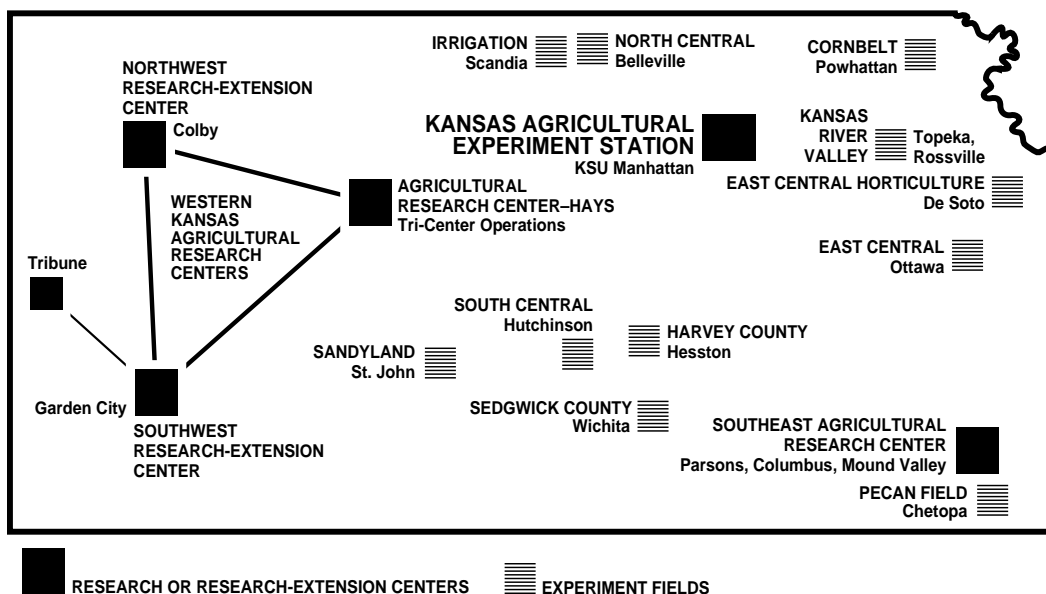 IRRIGATION
Scandia
NORTH CENTRAL
Belleville
CORNBELT
Powhattan
NORTHWEST
RESEARCH-EXTENSION
CENTER
Colby
KANSAS AGRICULTURAL
EXPERIMENT STATION
KSU Manhattan
KANSAS
RIVER
VALLEY
Topeka,
Rossville
EAST CENTRAL HORTICULTURE
De Soto
AGRICULTURAL
RESEARCH CENTER–HAYS
Tri-Center Operations
WESTERN
KANSAS
AGRICULTURAL
RESEARCH
CENTERS
EAST CENTRAL
Ottawa
Tribune
SOUTH CENTRAL
Hutchinson
HARVEY COUNTY
Hesston
SANDYLAND
St. John
Garden City
SOUTHWEST
RESEARCH-EXTENSION
CENTER
SEDGWICK COUNTY
Wichita
SOUTHEAST AGRICULTURAL
RESEARCH CENTER
Parsons, Columbus, Mound Valley
PECAN FIELD
Chetopa
RESEARCH OR RESEARCH-EXTENSION CENTERS
EXPERIMENT FIELDS